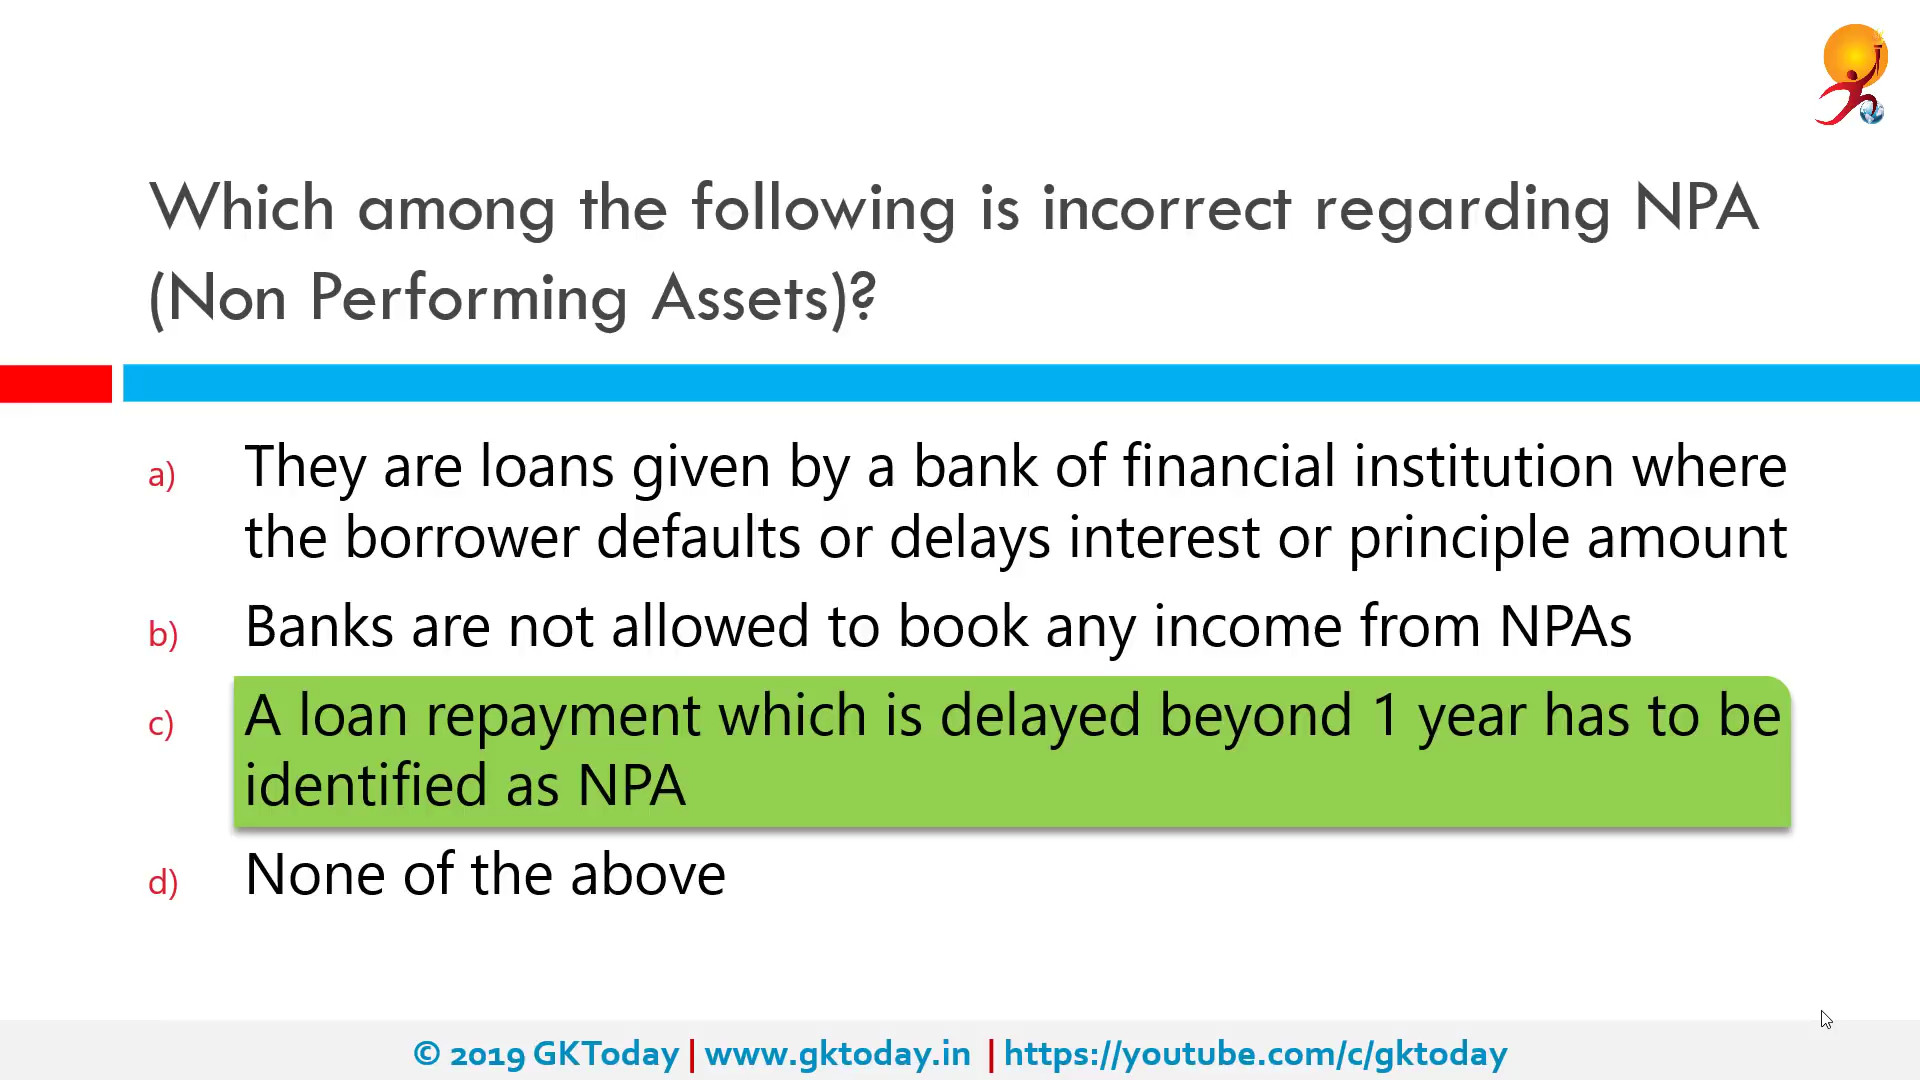 Which among the following is incorrect regarding NPA
(Non Performing Assets)?
a) They are loans given by a bank of financial institution where
the borrower defaults or delays interest or principle amount
b) Banks are not allowed to book any income from NPAs
c) A loan repayment which is delayed beyond 1 year has to be
identified as NPA
d) None of the above
© 2019 GKToday | www.gktoday.in | https://youtube.com/c/gktoday